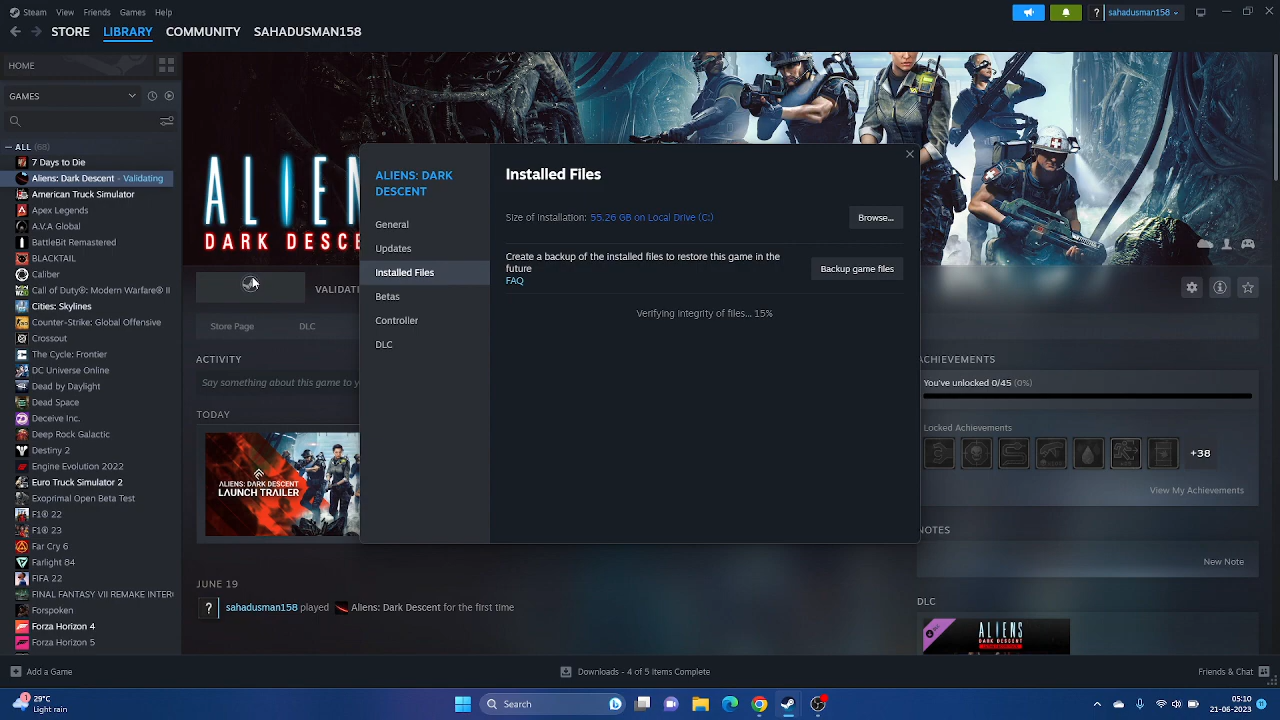 Steam View Friends Games Help
? sahadusman158
STORE LIBRARY COMMUNITY SAHADUSMAN158
HOME
GAMES
ALL (68)
7 Days to Die
Aliens: Dark Descent - Validating
American Truck Simulator
Apex Legends
A.V.A Global
BattleBit Remastered
BLACKTAIL
Caliber
Call of Duty®: Modern Warfare® II
Cities: Skylines
Counter-Strike: Global Offensive
Crossout
The Cycle: Frontier
DC Universe Online
Dead by Daylight
Dead Space
Deceive Inc.
Deep Rock Galactic
Destiny 2
Engine Evolution 2022
Euro Truck Simulator 2
Exoprimal Open Beta Test
F1® 22
F1® 23
Far Cry 6
Farlight 84
FIFA 22
FINAL FANTASY VII REMAKE INTER
Forspoken
Forza Horizon 4
Forza Horizon 5
ALIEN
DARK DESCE
VALIDAT
Store Page DLC
ACTIVITY
Say something about this game to y
TODAY
ALIENS: DARK DESCENT
LAUNCH TRAILER
JUNE 19
? sahadusman158 played Aliens: Dark Descent for the first time
ALIENS: DARK
DESCENT
General
Updates
Installed Files
Betas
Controller
DLC
Installed Files
Size of installation: 55.26 GB on Local Drive (C:)
Browse...
Create a backup of the installed files to restore this game in the
future
FAQ
Backup game files
Verifying integrity of files... 15%
ACHIEVEMENTS
You've unlocked 0/45 (0%)
Locked Achievements
+38
View My Achievements
NOTES
New Note
DLC
ALIENS
Add a Game
Downloads - 4 of 5 Items Complete
Friends & Chat
29°C
Light rain
Search
05:10
21-06-2023